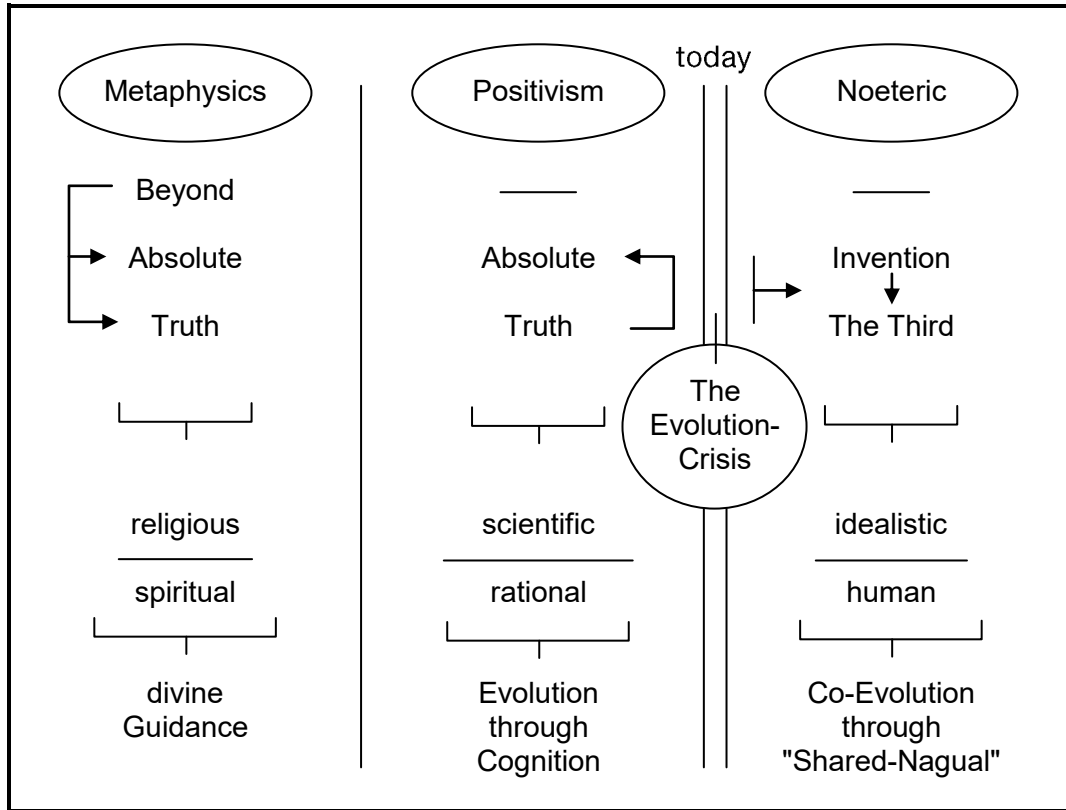 today
Metaphysics
Beyond
Absolute
Truth
religious
spiritual
divine
Guidance
Positivism
Absolute
Truth
scientific
rational
Evolution
through
Cognition
The
Evolution-
Crisis
Noeteric
Invention
The Third
idealistic
human
Co-Evolution
through
"Shared-Nagual"